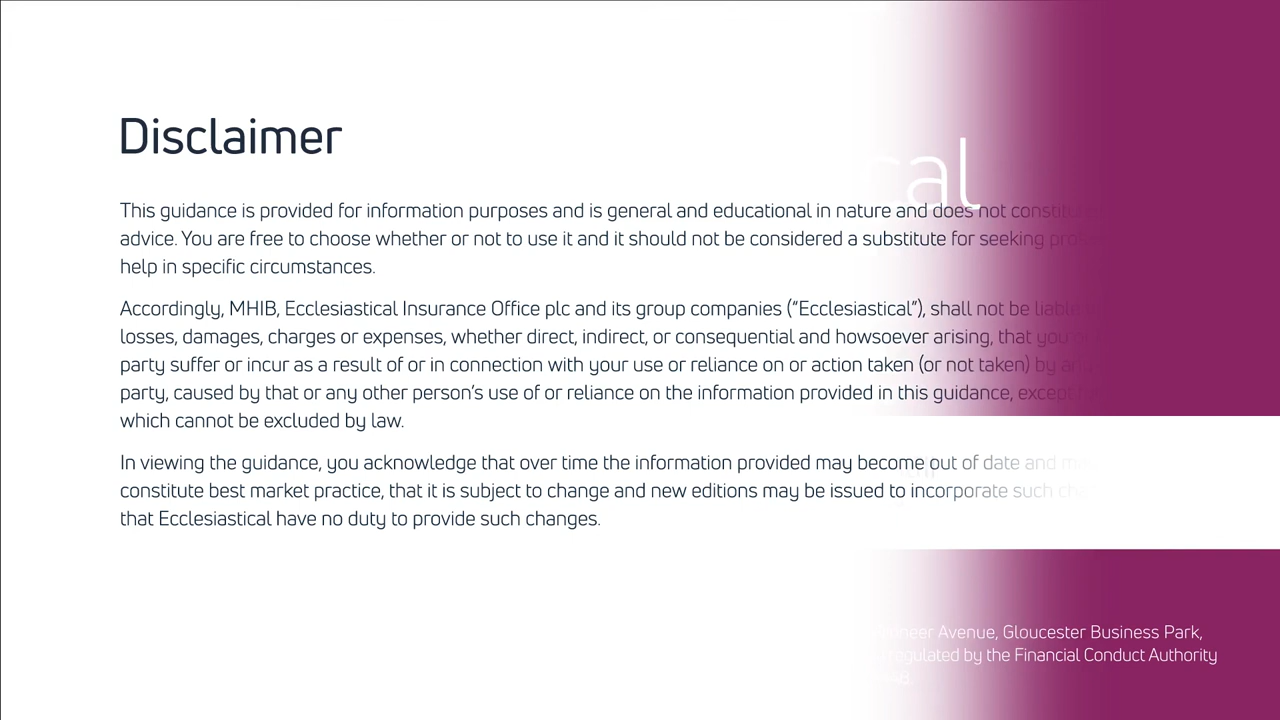 Disclaimer
This guidance is provided for information purposes and is general and educational in nature and does not constitute
advice. You are free to choose whether or not to use it and it should not be considered a substitute for seeking
help in specific circumstances.
Accordingly, MHIB, Ecclesiastical Insurance Office plc and its group companies (“Ecclesiastical”), shall not be liable
losses, damages, charges or expenses, whether direct, indirect, or consequential and howsoever arising, that you
party suffer or incur as a result of or in connection with your use or reliance on or action taken (or not taken) by any
party, caused by that or any other person’s use of or reliance on the information provided in this guidance, except
which cannot be excluded by law.
In viewing the guidance, you acknowledge that over time the information provided may become out of date and
constitute best market practice, that it is subject to change and new editions may be issued to incorporate such
that Ecclesiastical have no duty to provide such changes.
Avenue, Gloucester Business Park,
regulated by the Financial Conduct Authority